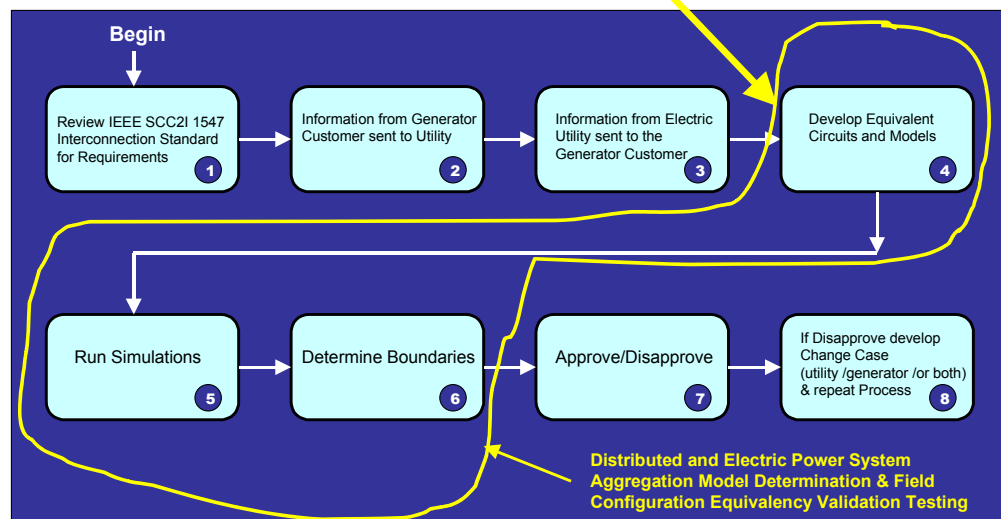 Begin
Review IEEE SCC2I 1547
Interconnection Standard
for Requirements
1
Information from Generator
Customer sent to Utility
2
Information from Electric
Utility sent to the
Generator Customer
3
Develop Equivalent
Circuits and Models
4
Run Simulations
5
Determine Boundaries
6
Approve/Disapprove
7
If Disapprove develop
Change Case
(utility /generator /or both)
& repeat Process
8
Distributed and Electric Power System
Aggregation Model Determination & Field
Configuration Equivalency Validation Testing